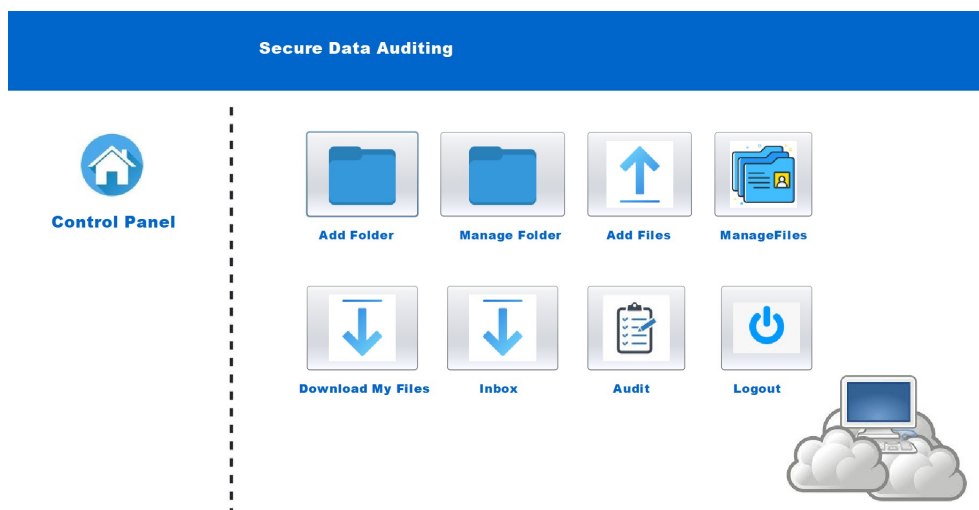 Secure Data Auditing
Control Panel
Add Folder
Manage Folder
Add Files
ManageFiles
Download My Files
Inbox
Audit
Logout